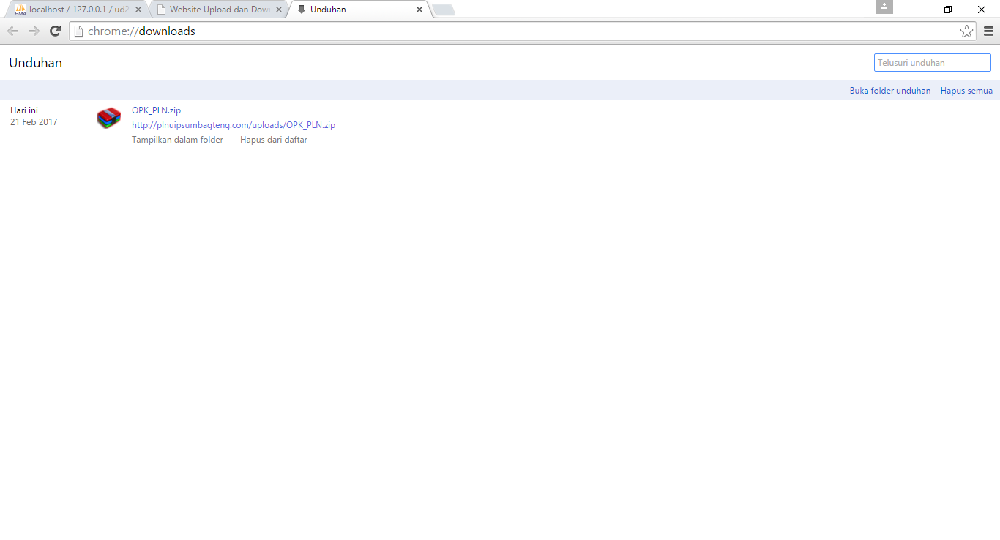 PMA localhost / 127.0.0.1 / ud2
Website Upload dan Dow
Unduhan
chrome://downloads
Unduhan
Telusuri unduhan
Buka folder unduhan Hapus semua
Hari ini
21 Feb 2017
OPK_PLN.zip
http://plnuipsumbagteng.com/uploads/OPK_PLN.zip
Tampilkan dalam folder Hapus dari daftar